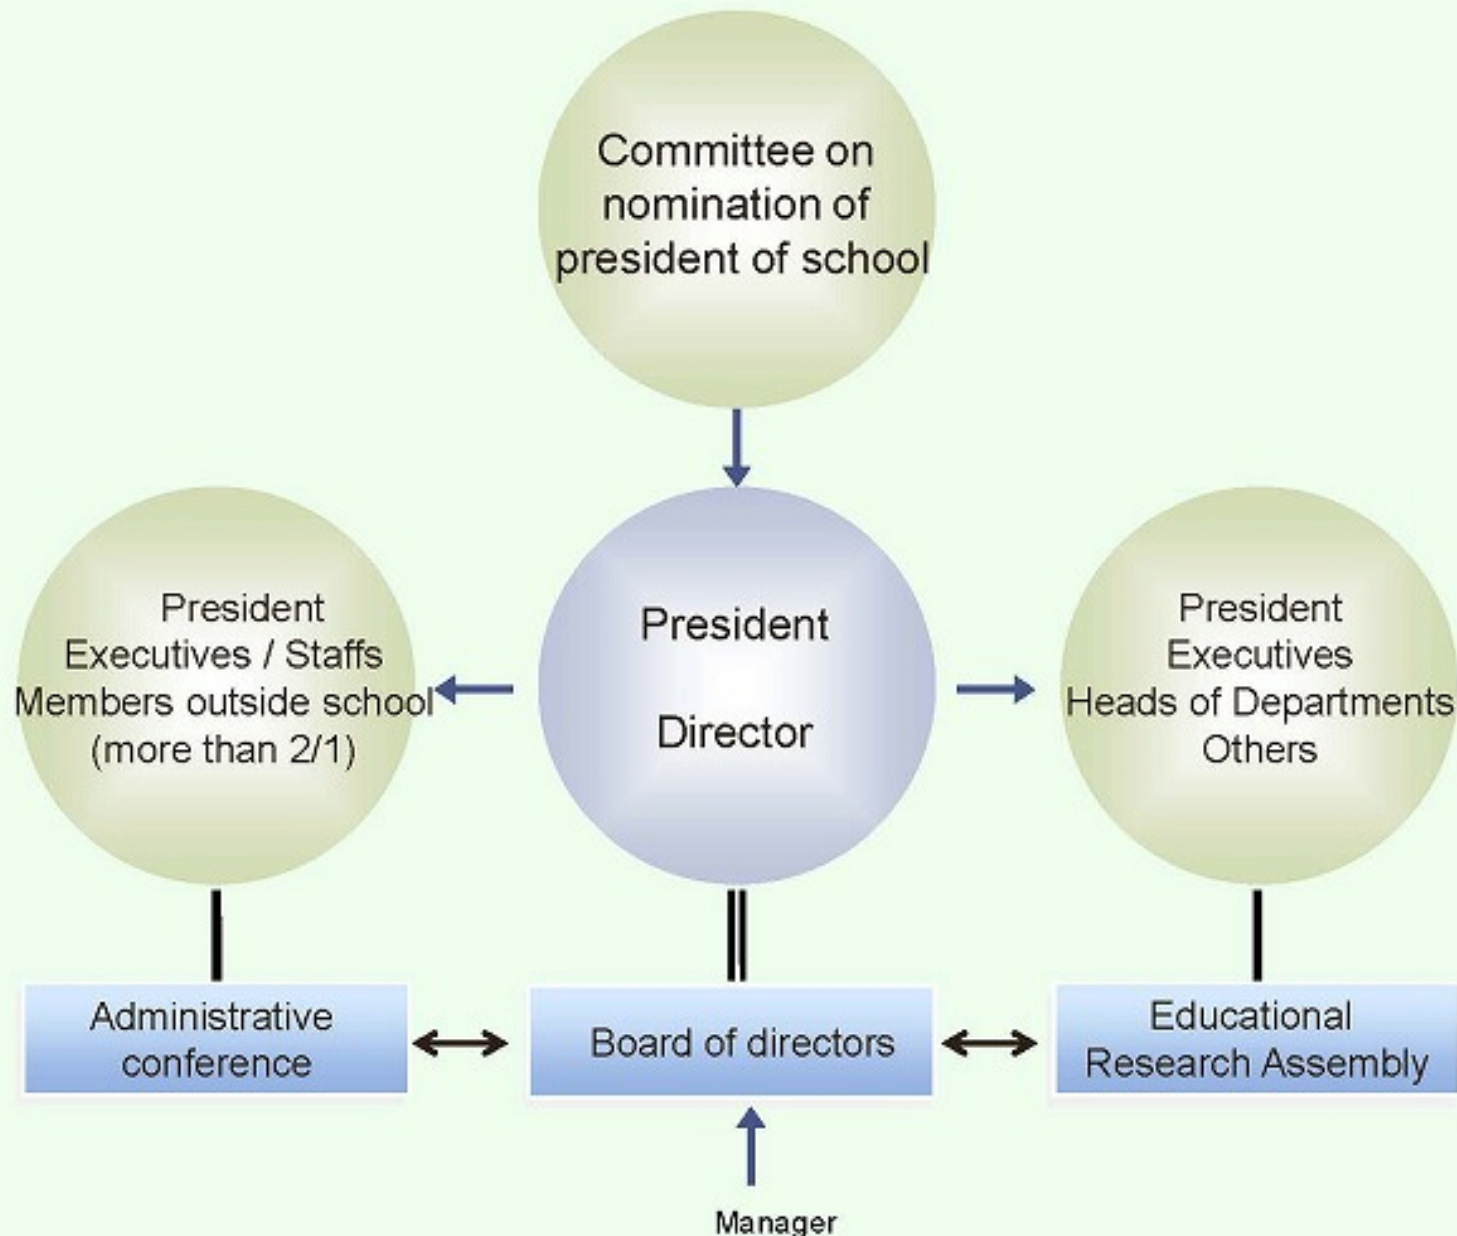 Committee on
nomination of
president of school
President
Executives / Staffs
Members outside school
(more than 2/1)
President
Director
President
Executives
Heads of Departments
Others
Administrative
conference
Board of directors
Educational
Research Assembly
Manager